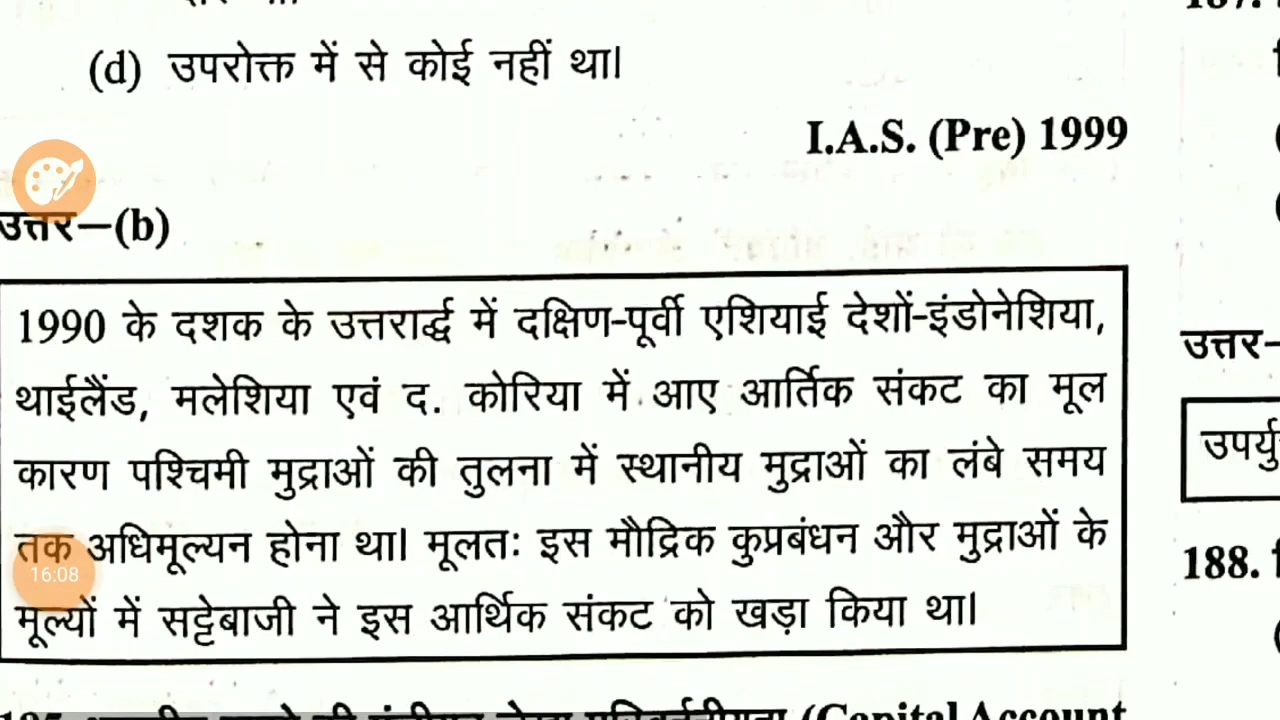 (d) उपरोक्त में से कोई नहीं था।
I.A.S. (Pre) 1999
उत्तर–(b)
1990 के दशक के उत्तरार्द्ध में दक्षिण-पूर्वी एशियाई देशों-इंडोनेशिया,
थाईलैंड, मलेशिया एवं द. कोरिया में आए आर्तिक संकट का मूल
कारण पश्चिमी मुद्राओं की तुलना में स्थानीय मुद्राओं का लंबे समय
तक अधिमूल्यन होना था। मूलतः इस मौद्रिक कुप्रबंधन और मुद्राओं के
16:08
मूल्यों में सट्टेबाजी ने इस आर्थिक संकट को खड़ा किया था।
(Capital Account
उत्तर–
188.